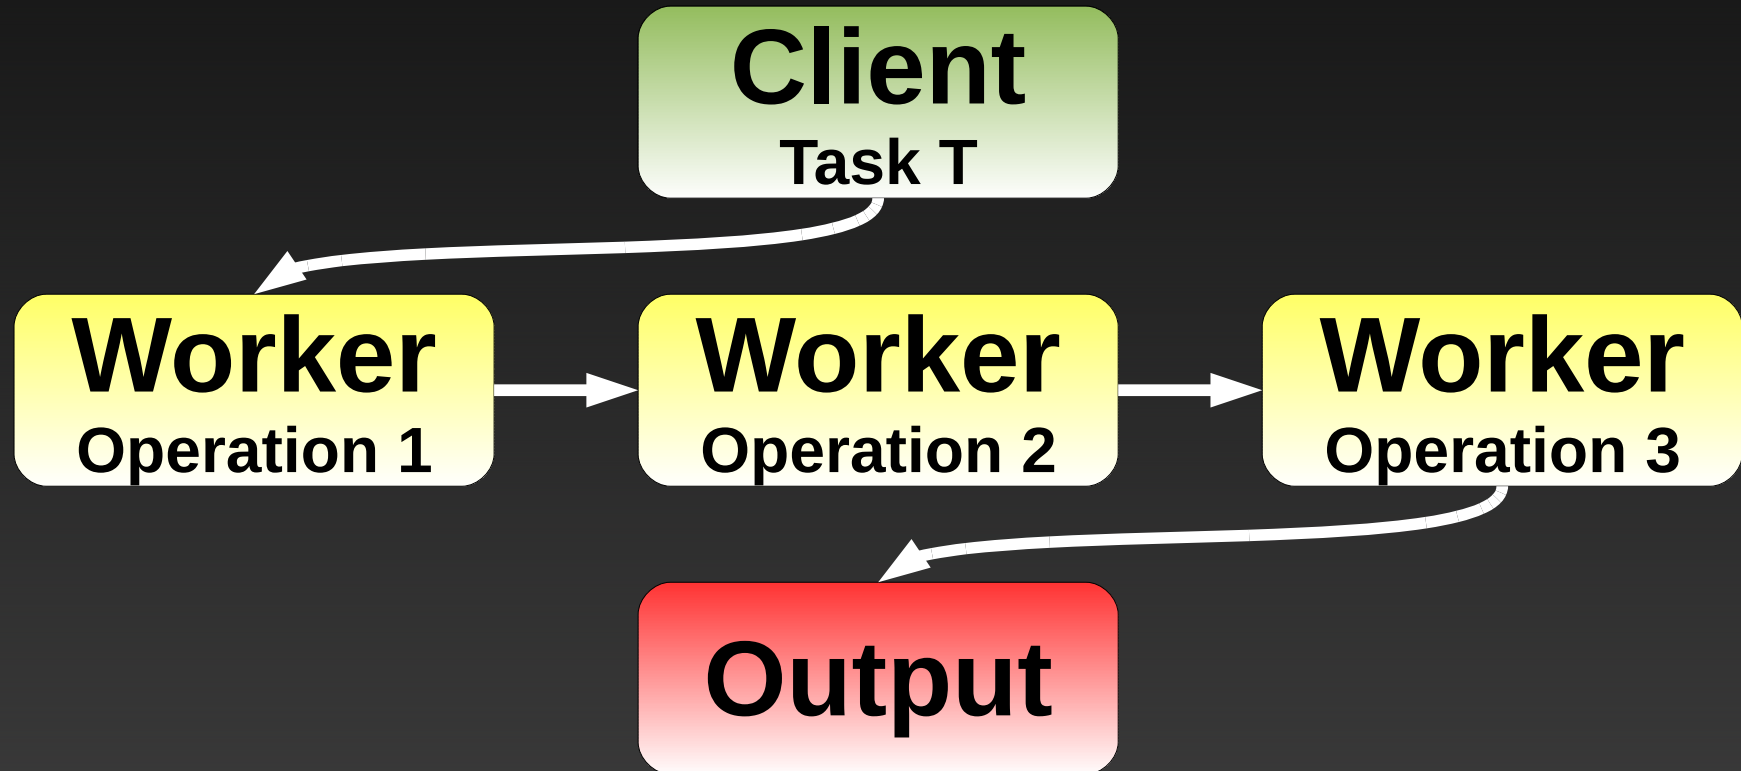 Client
Task T
Worker
Operation 1
Worker
Operation 2
Worker
Operation 3
Output